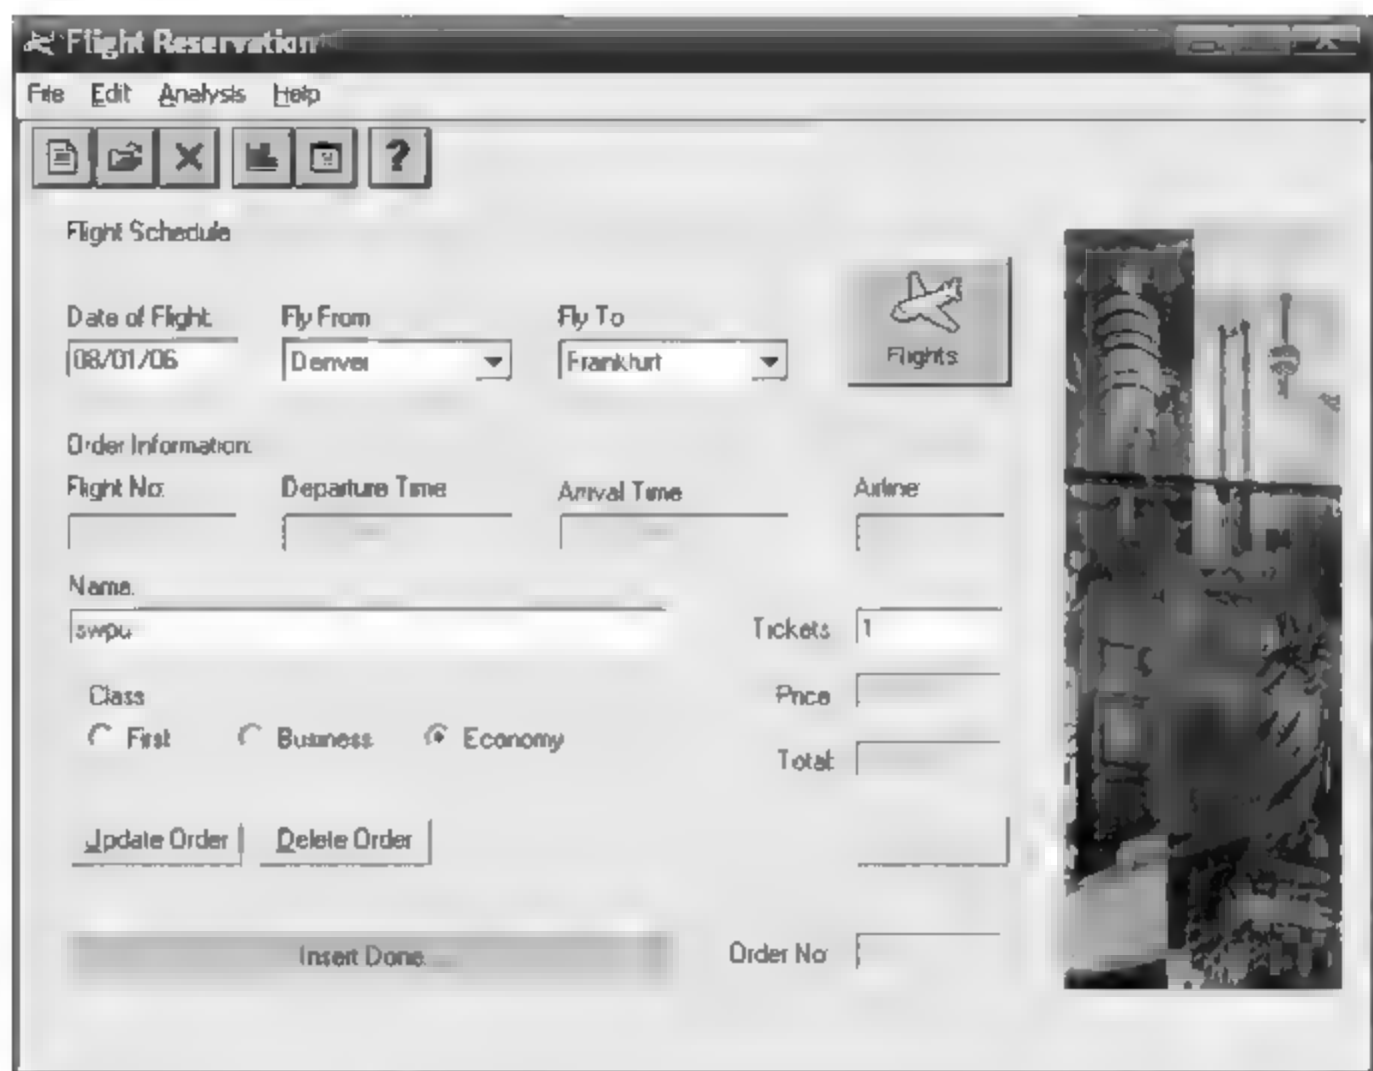 Flight Reservation
File Edit Analysis Help
?
Flight Schedule
Date of Flight: Fly From: Fly To:
08/01/06 Denver Frankfurt Flights
Order Information:
Flight No: Departure Time: Arrival Time: Airline:
Name:
swpu Tickets: 1
Class Price:
First Business Economy
Total:
Update Order Delete Order
Insert Done... Order No: